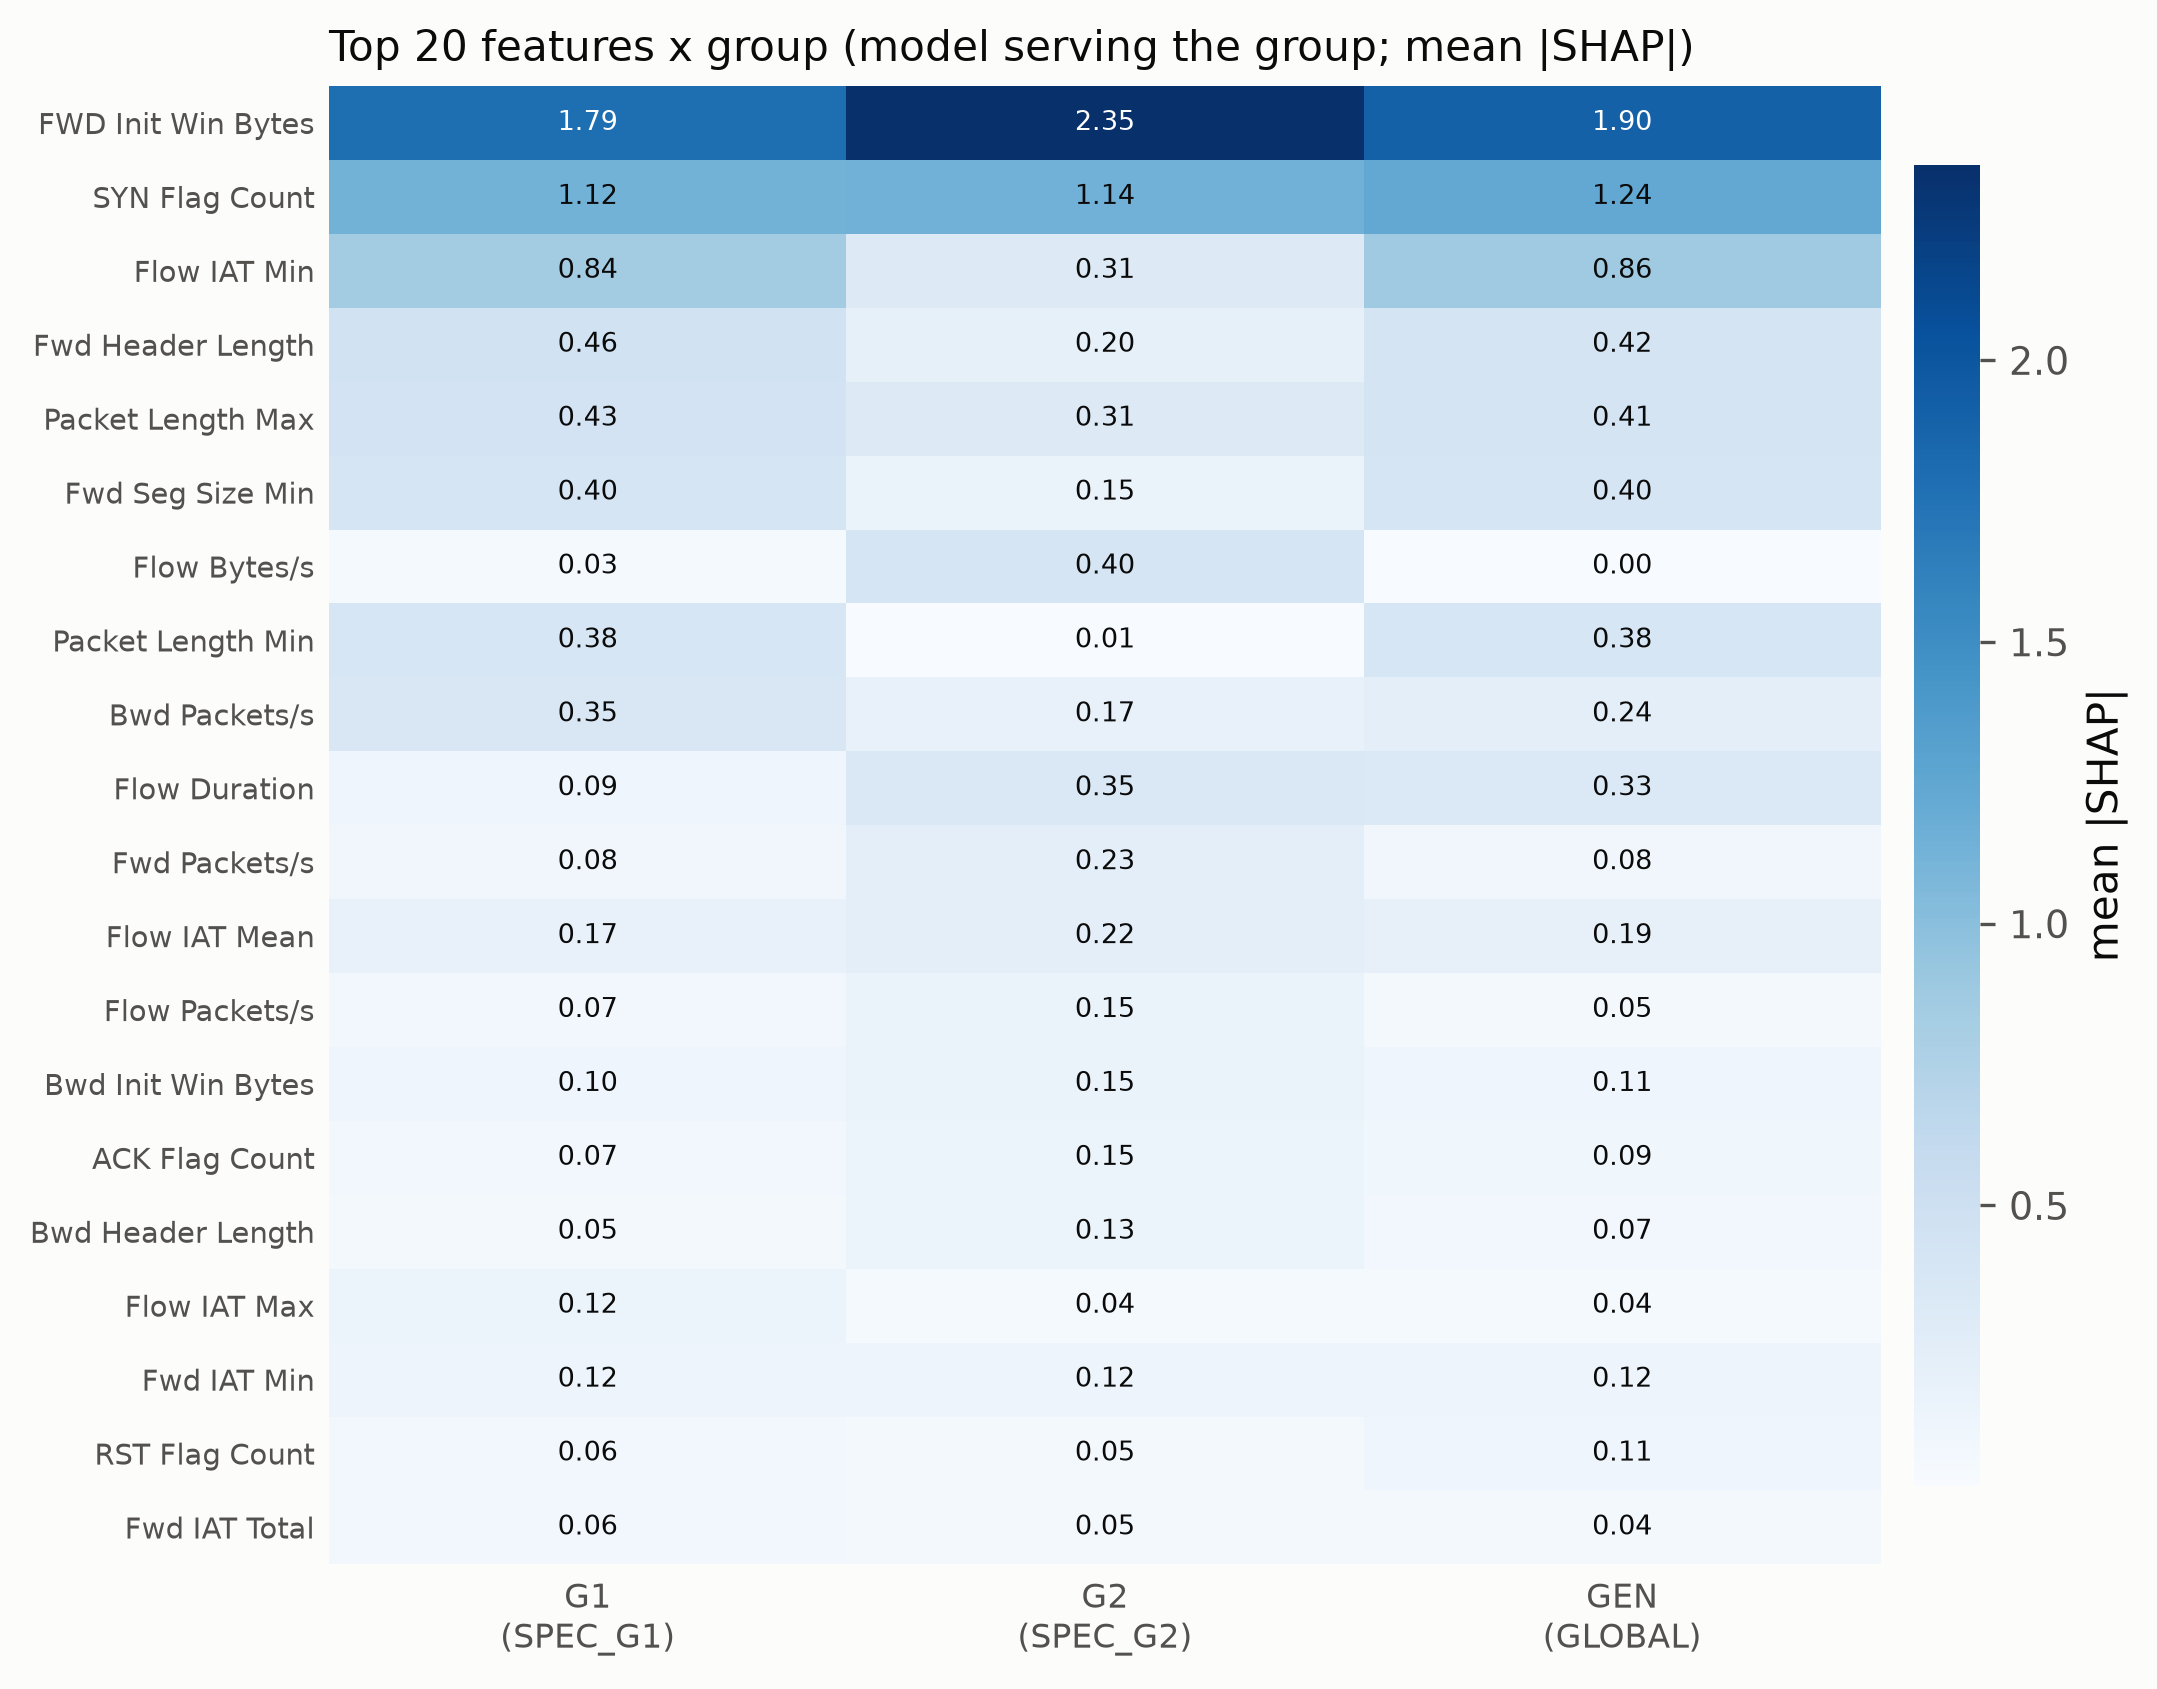 Top 20 features x group (model serving the group; mean |SHAP|)
FWD Init Win Bytes 1.79 2.35 1.90
SYN Flag Count 1.12 1.14 1.24
Flow IAT Min 0.84 0.31 0.86
Fwd Header Length 0.46 0.20 0.42
Packet Length Max 0.43 0.31 0.41
Fwd Seg Size Min 0.40 0.15 0.40
Flow Bytes/s 0.03 0.40 0.00
Packet Length Min 0.38 0.01 0.38
Bwd Packets/s 0.35 0.17 0.24
Flow Duration 0.09 0.35 0.33
Fwd Packets/s 0.08 0.23 0.08
Flow IAT Mean 0.17 0.22 0.19
Flow Packets/s 0.07 0.15 0.05
Bwd Init Win Bytes 0.10 0.15 0.11
ACK Flag Count 0.07 0.15 0.09
Bwd Header Length 0.05 0.13 0.07
Flow IAT Max 0.12 0.04 0.04
Fwd IAT Min 0.12 0.12 0.12
RST Flag Count 0.06 0.05 0.11
Fwd IAT Total 0.06 0.05 0.04
G1 G2 GEN
(SPEC_G1) (SPEC_G2) (GLOBAL)
2.0
1.5
1.0
0.5
mean |SHAP|